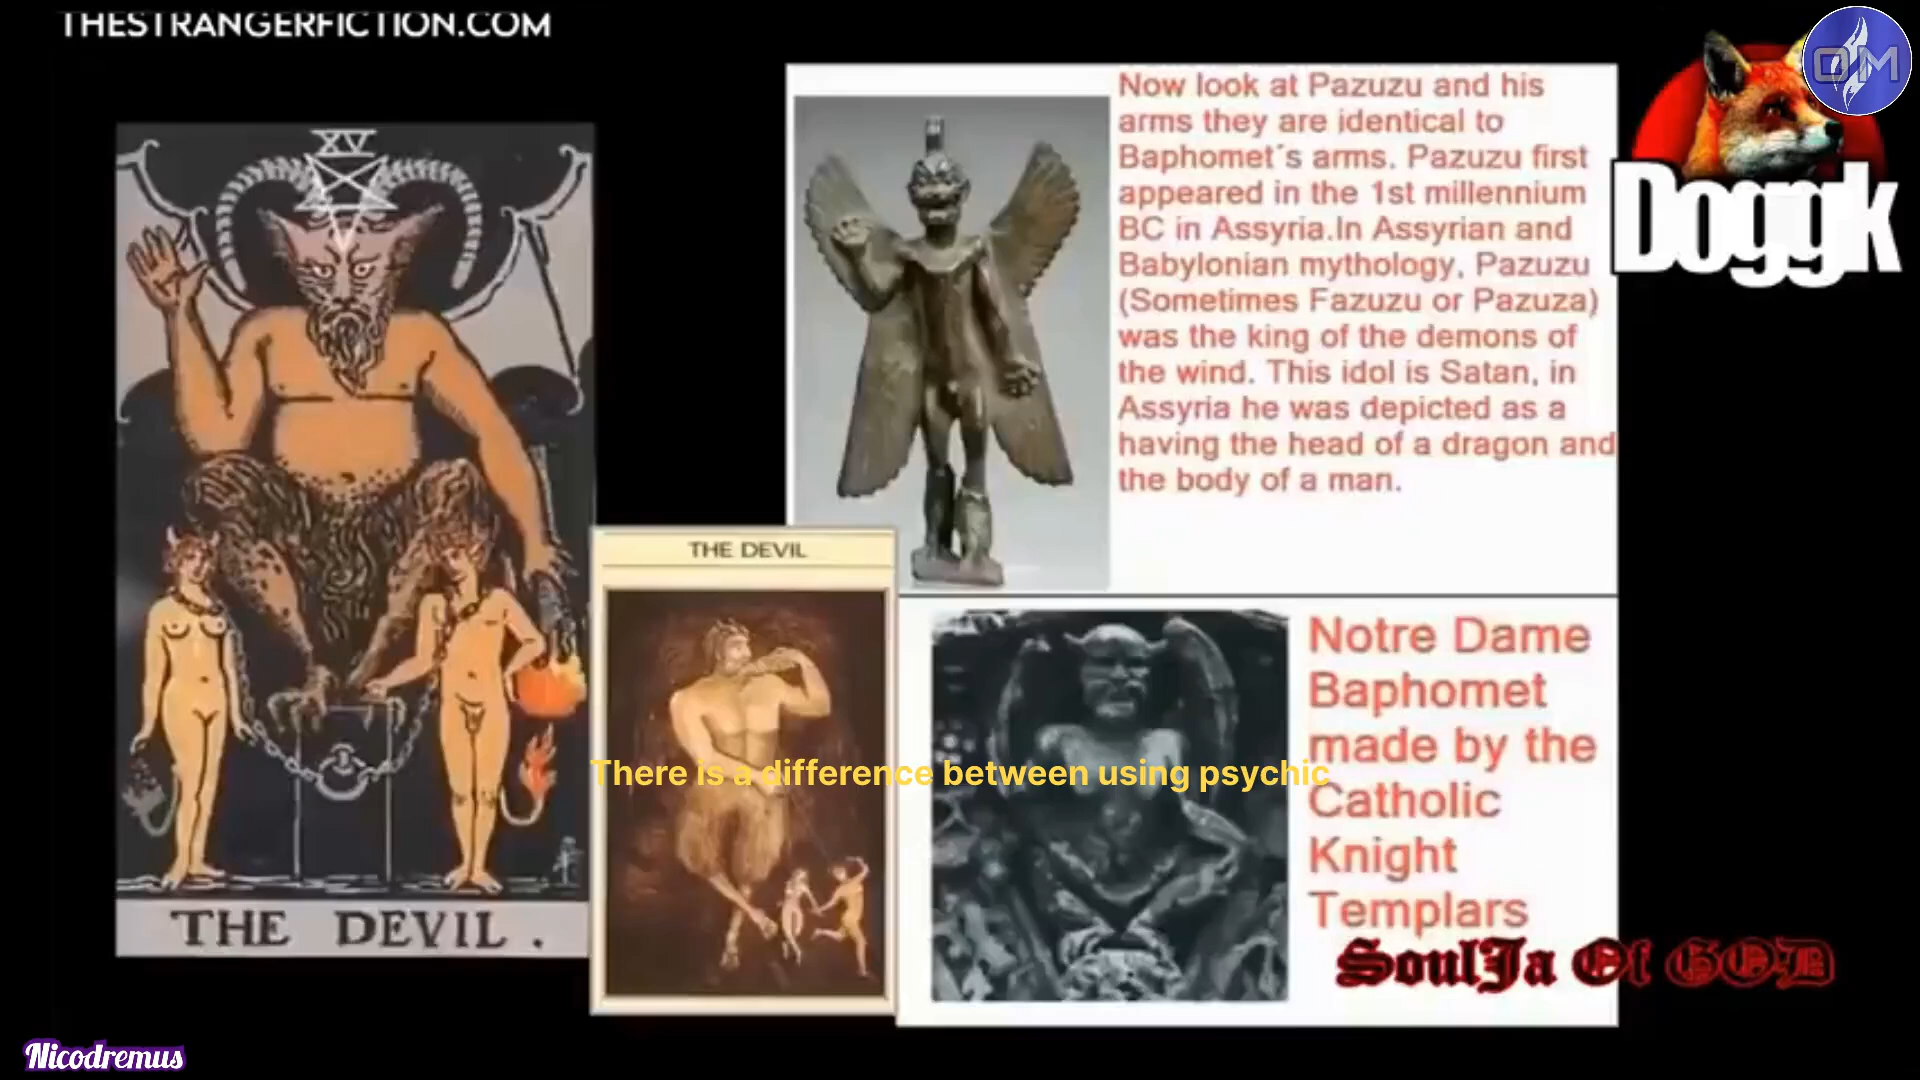 THESTRANGERFICTION.COM
DM
Doggk
XV
THE DEVIL.
Now look at Pazuzu and his
arms they are identical to
Baphomet´s arms. Pazuzu first
appeared in the 1st millennium
BC in Assyria.In Assyrian and
Babylonian mythology, Pazuzu
(Sometimes Fazuzu or Pazuza)
was the king of the demons of
the wind. This idol is Satan, in
Assyria he was depicted as a
having the head of a dragon and
the body of a man.
THE DEVIL
There is a difference between using psychic
Notre Dame
Baphomet
made by the
Catholic
Knight
Templars
SoulJa Of GOD
Nicodremus